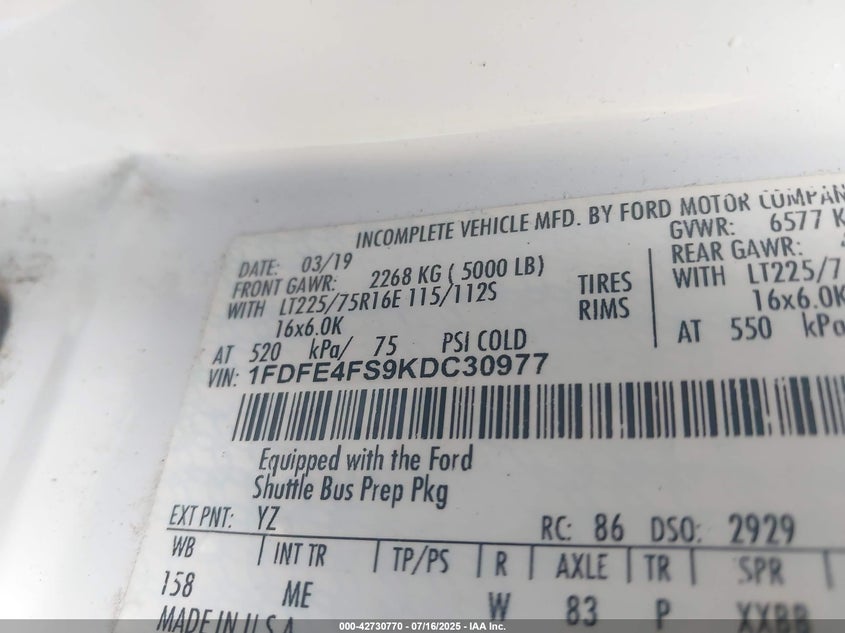 INCOMPLETE VEHICLE MFD. BY FORD MOTOR
DATE: 03/19 GVWR: 6577
FRONT GAWR: 2268 KG ( 5000 LB) REAR GAWR:
WITH LT225/75R16E 115/112S TIRES WITH
16x6.0K RIMS 16x6.0K
AT 520 kPa/ 75 PSI COLD AT 550 kPa
VIN: 1FDFE4FS9KDC30977
Equipped with the Ford
Shuttle Bus Prep Pkg
EXT PNT: YZ RC: 86 DSO: 2929
WB INT TR TP/PS R AXLE TR SPR
158 ME W 83 P XXBB
MADE IN U.S.A.
000-42730770 - 07/16/2025 - IAA Inc.